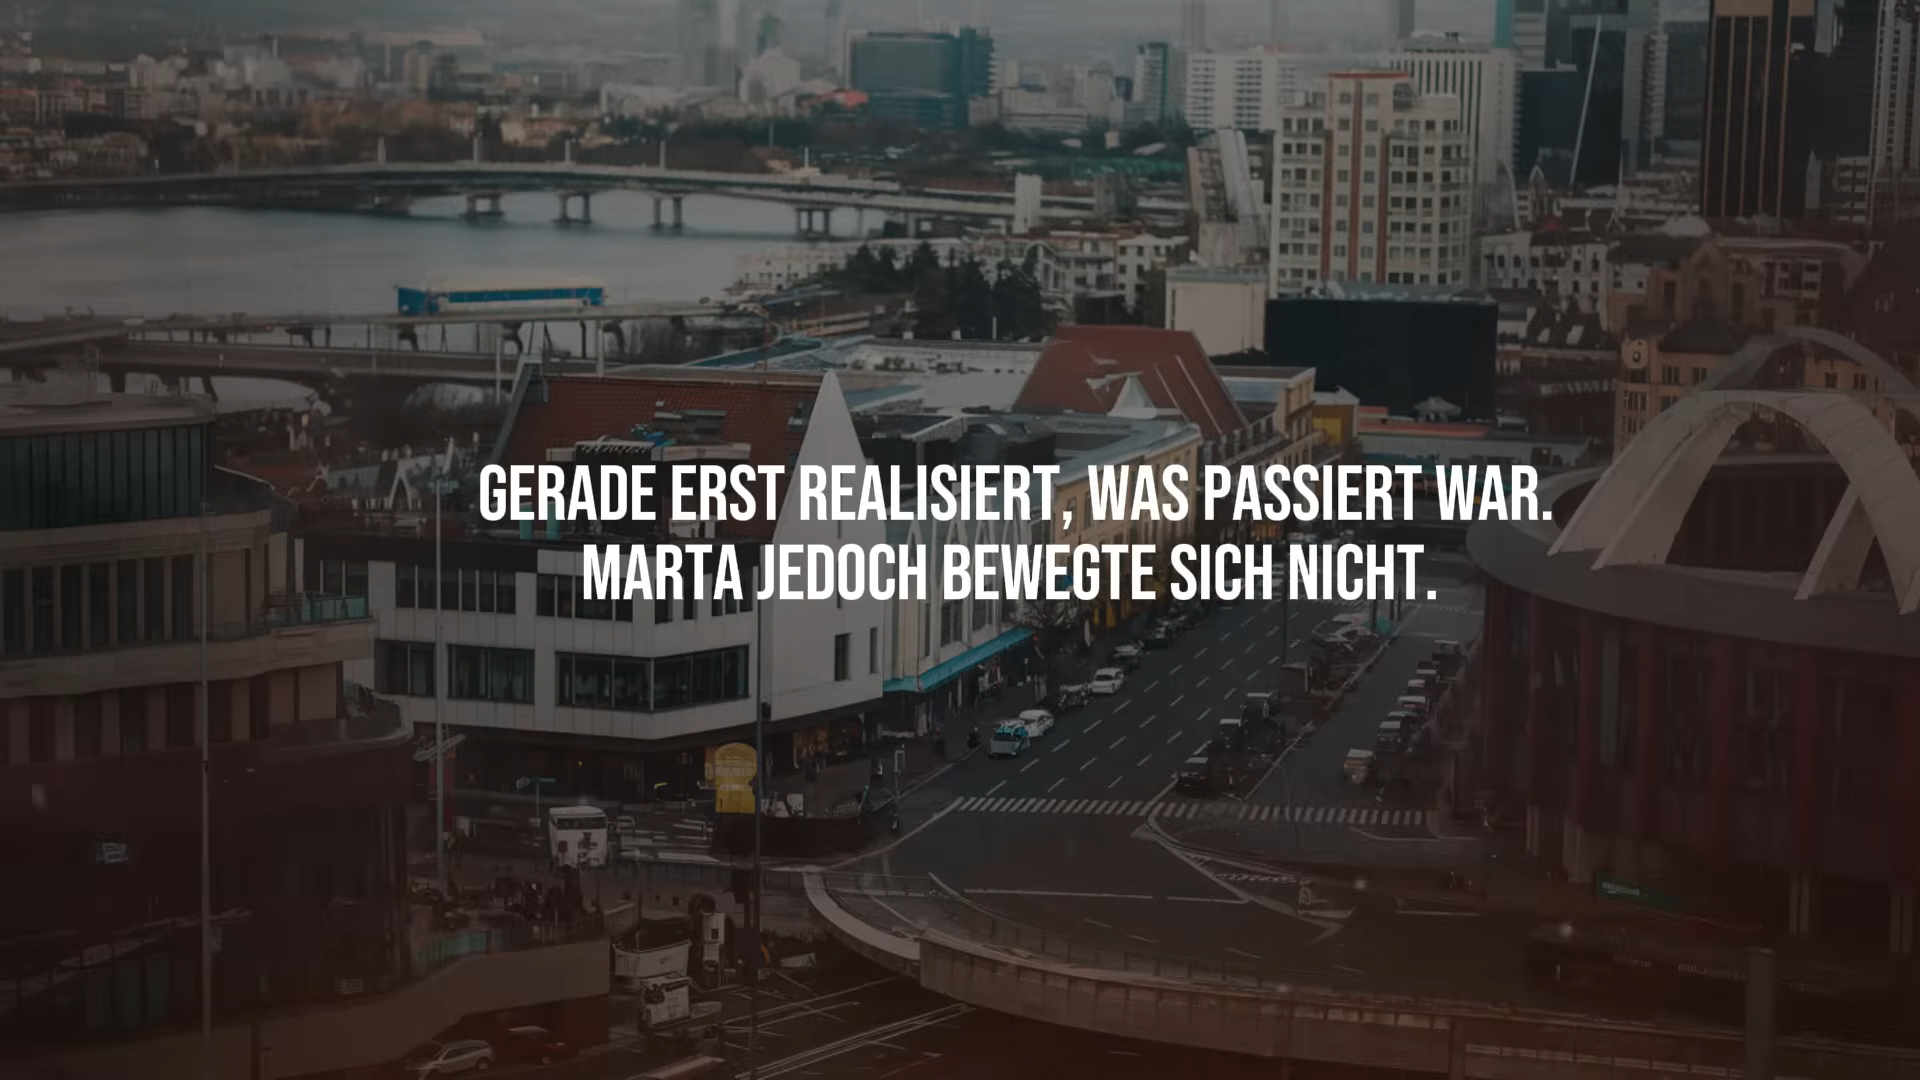 GERADE ERST REALISIERT, WAS PASSIERT WAR.
MARTA JEDOCH BEWEGTE SICH NICHT.